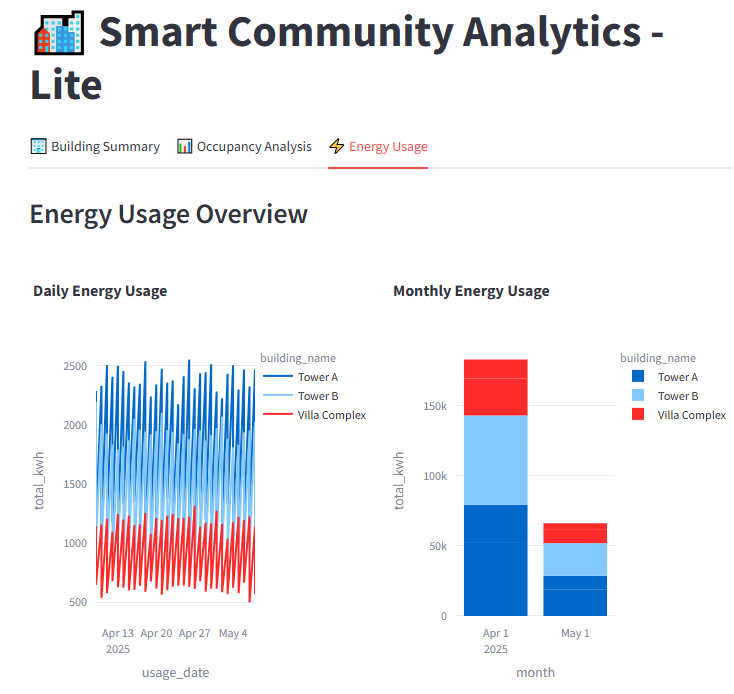 Smart Community Analytics -
Lite
Building Summary
Occupancy Analysis
Energy Usage
Energy Usage Overview
Daily Energy Usage
building_name
Tower A
Tower B
Villa Complex
2500
2000
1500
1000
500
total_kwh
Apr 13 Apr 20 Apr 27 May 4
2025
usage_date
Monthly Energy Usage
building_name
Tower A
Tower B
Villa Complex
150k
100k
50k
0
total_kwh
Apr 1 May 1
2025
month